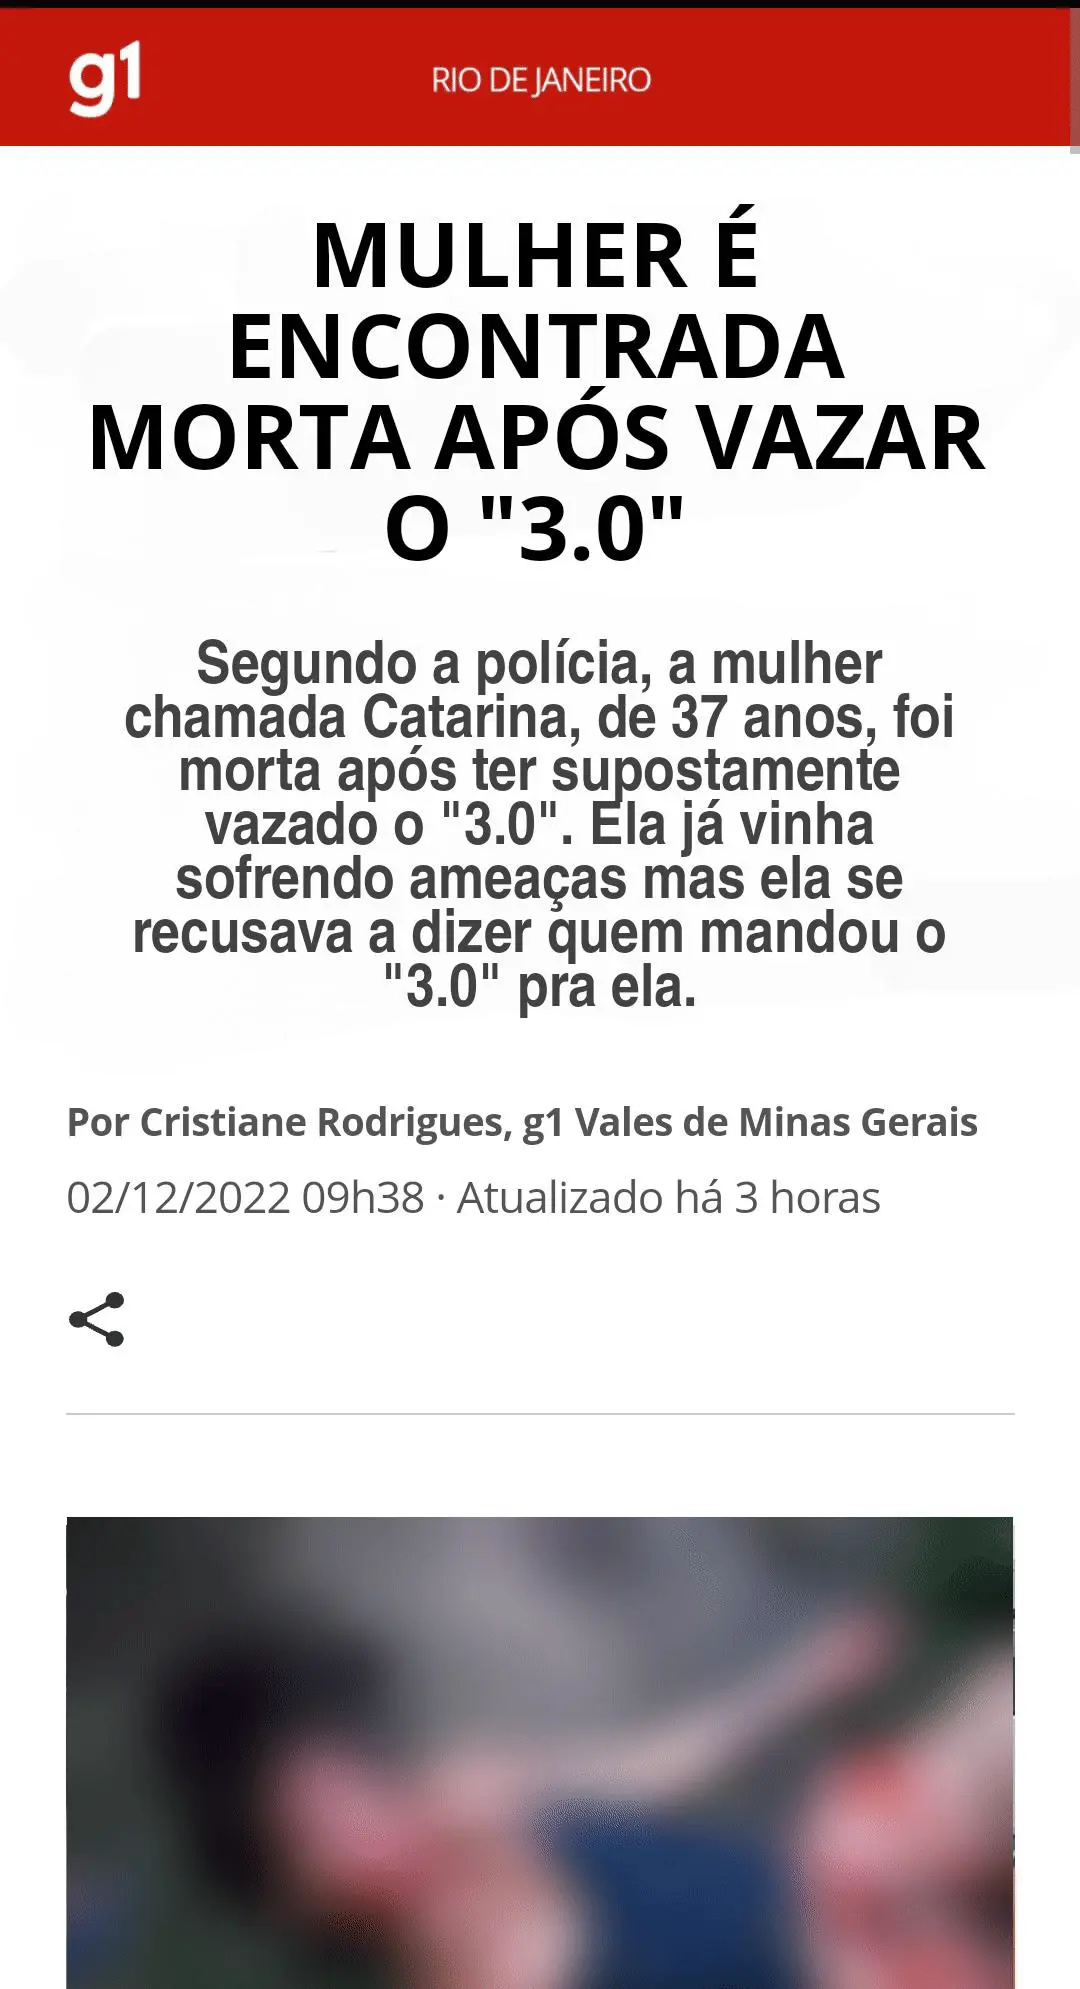 g1
RIO DE JANEIRO
MULHER É
ENCONTRADA
MORTA APÓS VAZAR
O "3.0"
Segundo a polícia, a mulher
chamada Catarina, de 37 anos, foi
morta após ter supostamente
vazado o "3.0". Ela já vinha
sofrendo ameaças mas ela se
recusava a dizer quem mandou o
"3.0" pra ela.
Por Cristiane Rodrigues, g1 Vales de Minas Gerais
02/12/2022 09h38 · Atualizado há 3 horas